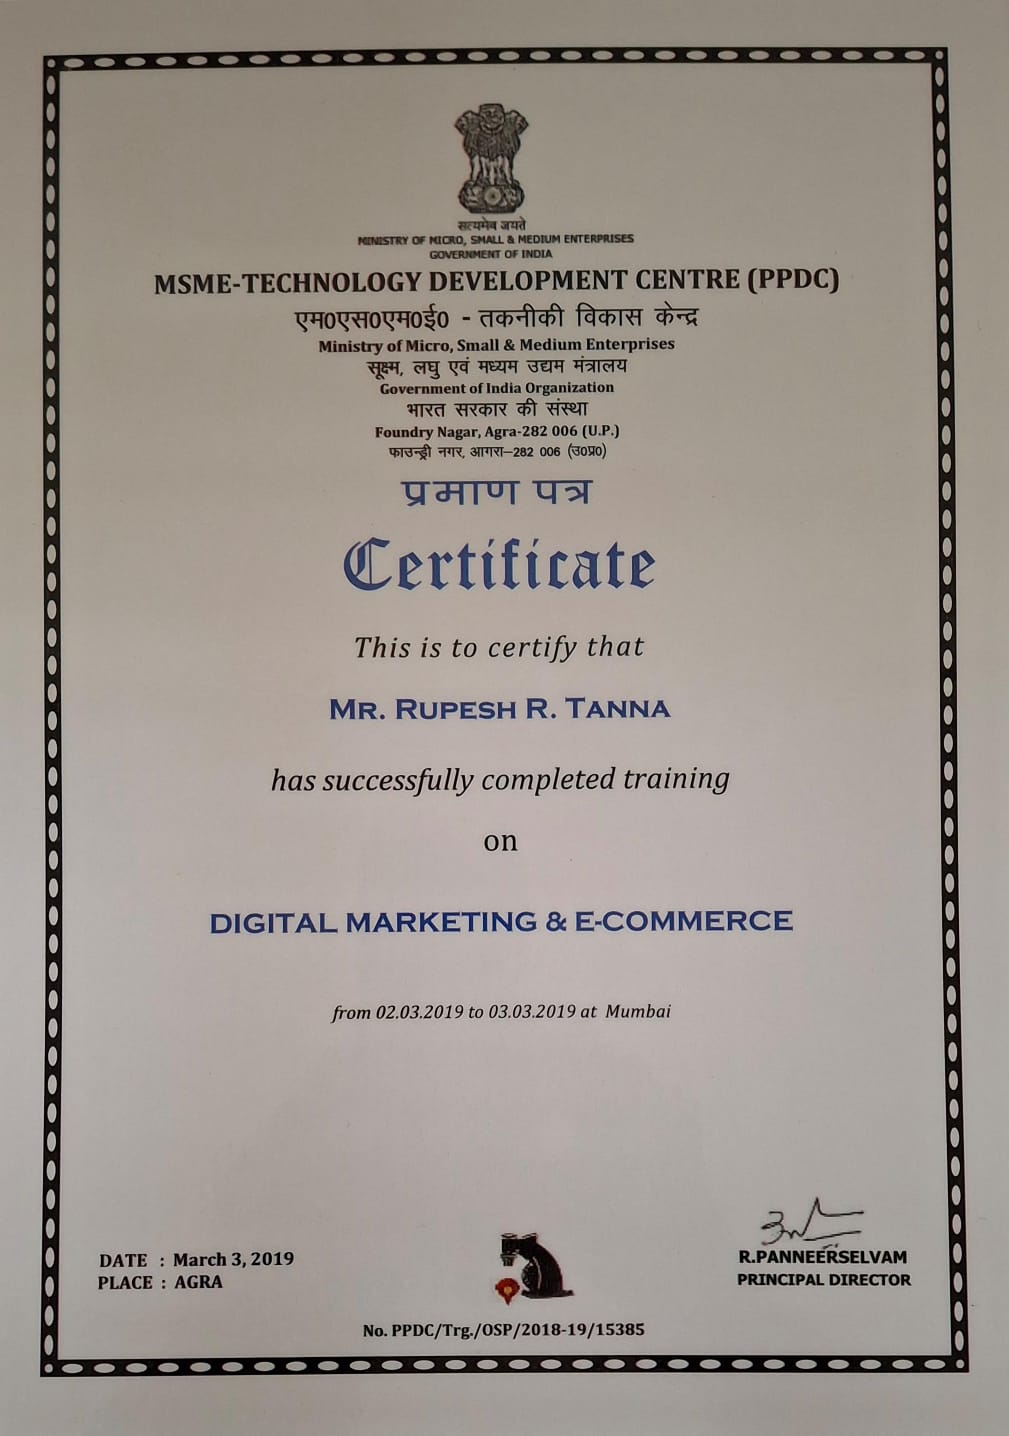 सत्यमेव जयते
MINISTRY OF MICRO, SMALL & MEDIUM ENTERPRISES
GOVERNMENT OF INDIA
MSME-TECHNOLOGY DEVELOPMENT CENTRE (PPDC)
एम0एस0एम0ई0 - तकनीकी विकास केन्द्र
Ministry of Micro, Small & Medium Enterprises
सूक्ष्म, लघु एवं मध्यम उद्यम मंत्रालय
Government of India Organization
भारत सरकार की संस्था
Foundry Nagar, Agra-282 006 (U.P.)
फाउन्ड्री नगर, आगरा–282 006 (उ0प्र0)
प्रमाण पत्र
Certificate
This is to certify that
MR. RUPESH R. TANNA
has successfully completed training
on
DIGITAL MARKETING & E-COMMERCE
from 02.03.2019 to 03.03.2019 at Mumbai
DATE : March 3, 2019
PLACE : AGRA
R.PANNEERSELVAM
PRINCIPAL DIRECTOR
No. PPDC/Trg./OSP/2018-19/15385